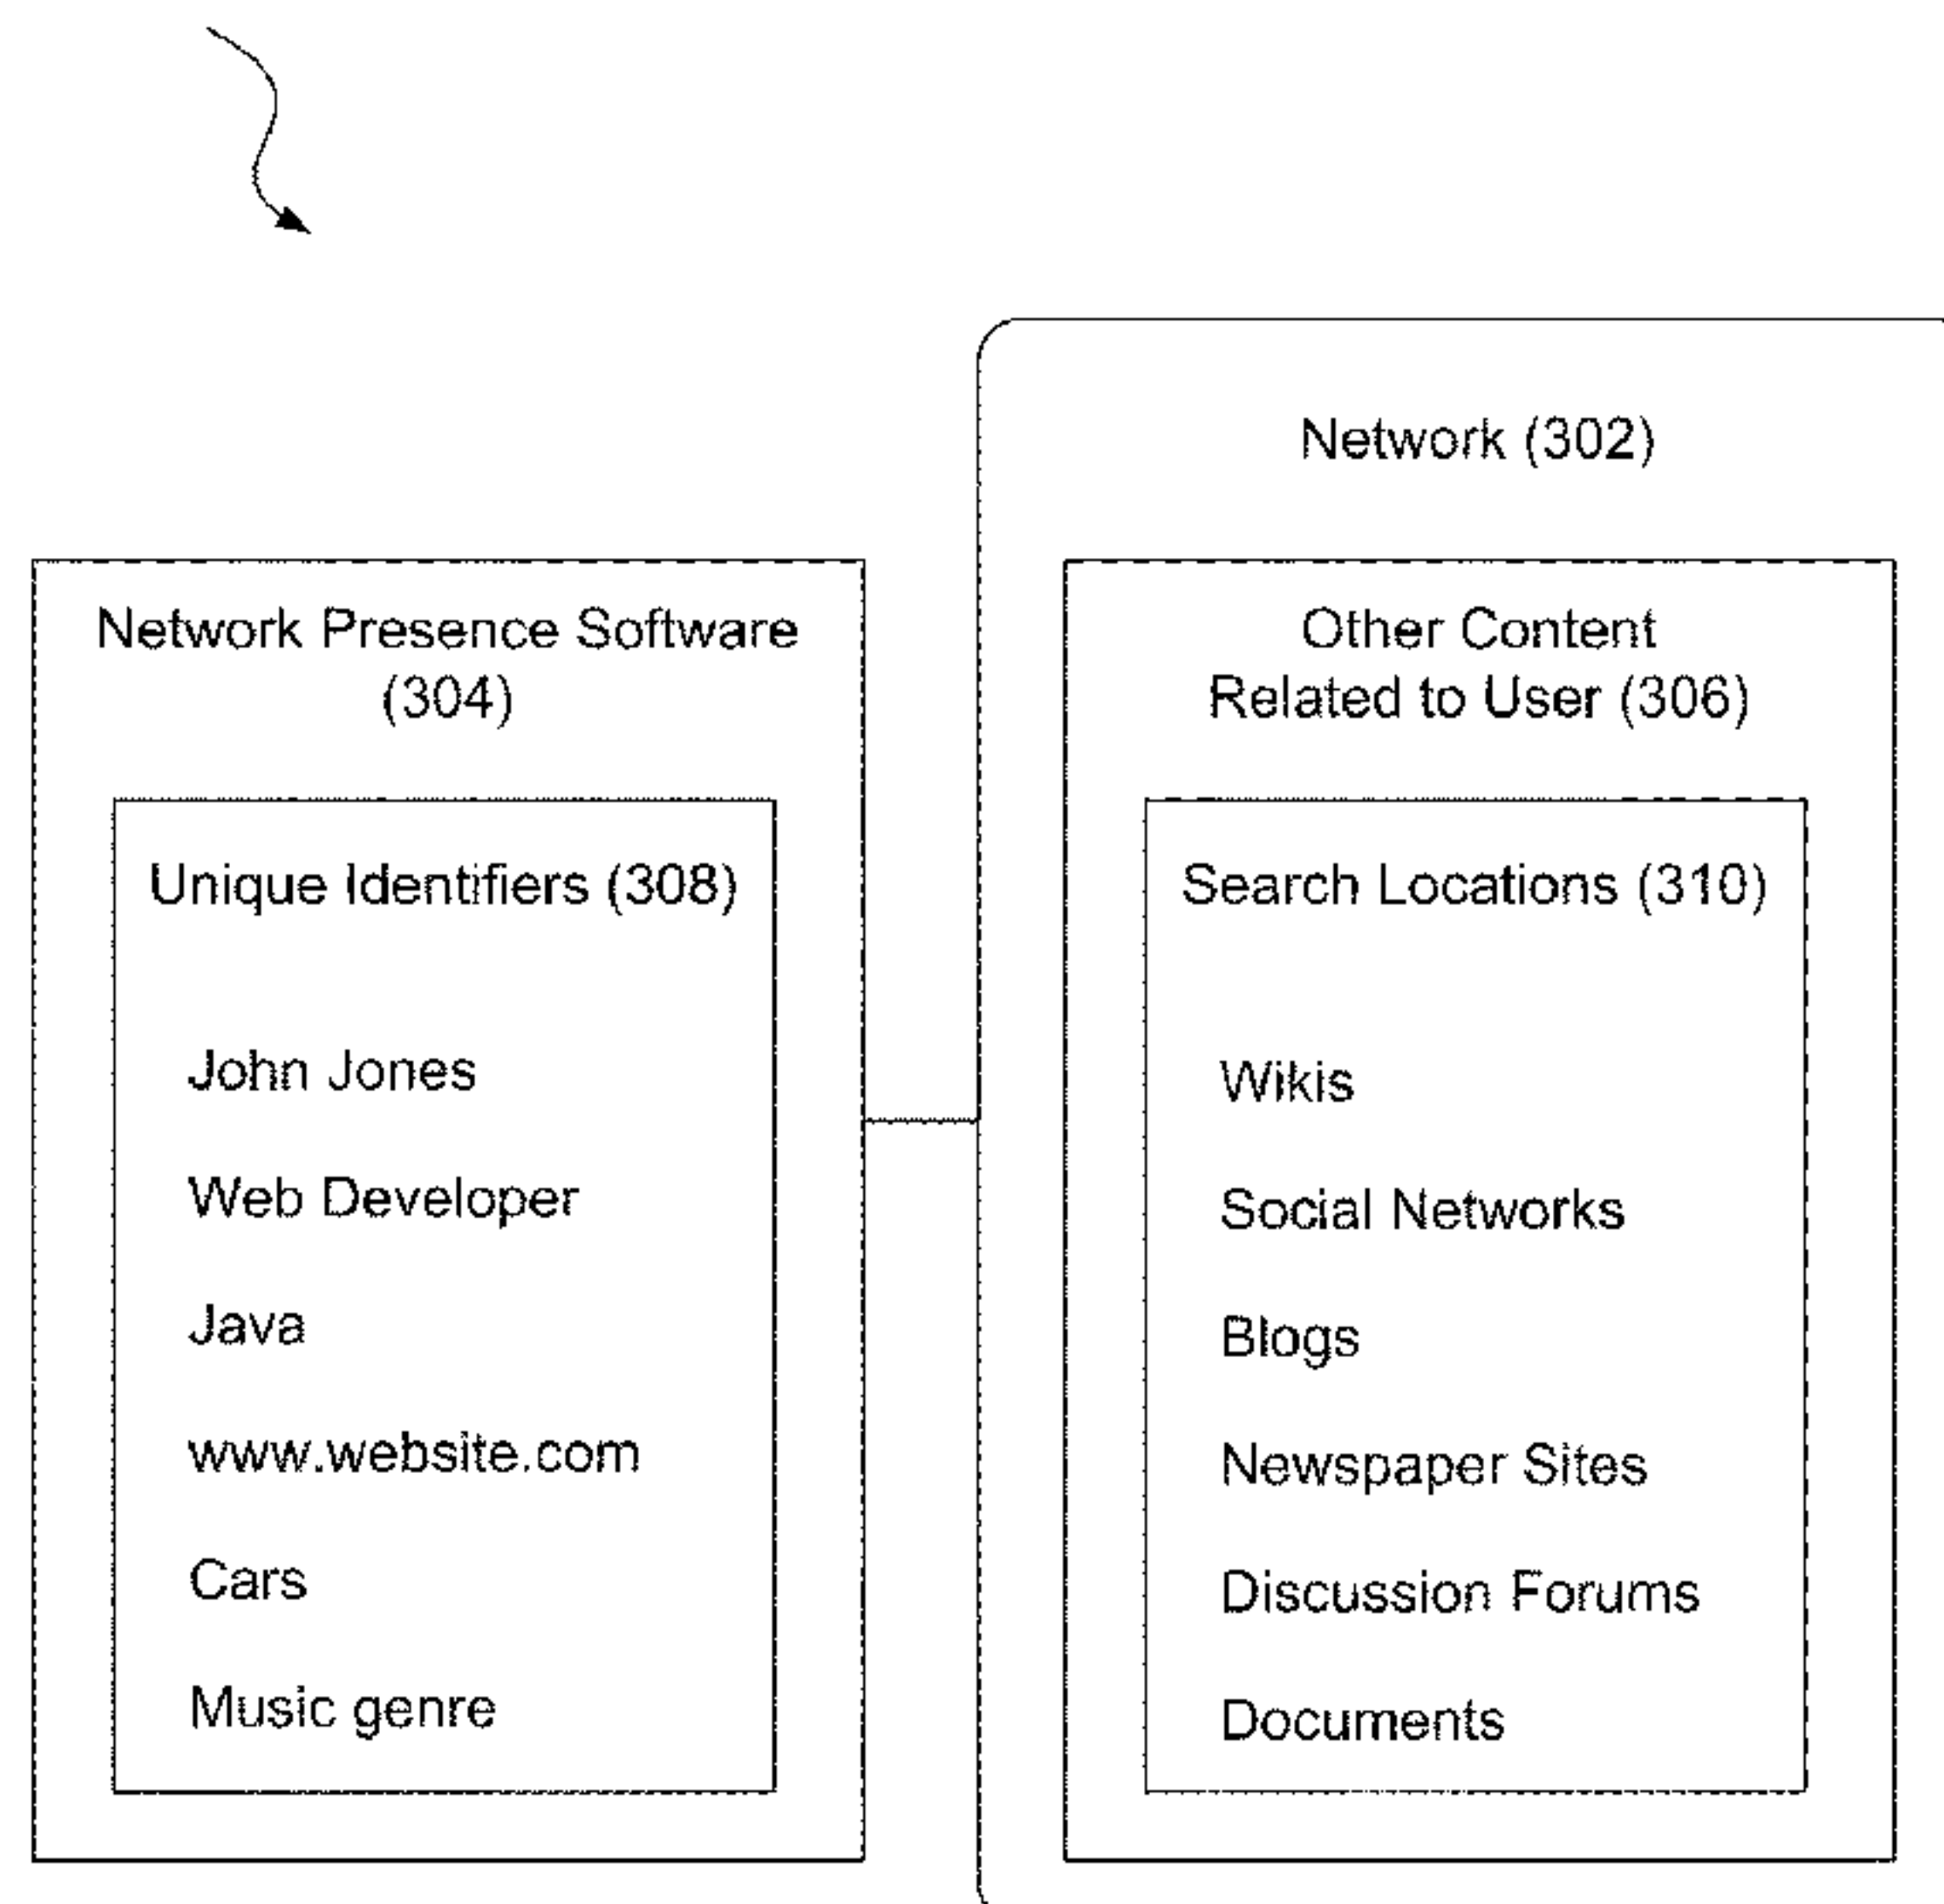 Network (302)
Network Presence Software
(304)
Unique Identifiers (308)
John Jones
Web Developer
Java
www.website.com
Cars
Music genre
Other Content
Related to User (306)
Search Locations (310)
Wikis
Social Networks
Blogs
Newspaper Sites
Discussion Forums
Documents